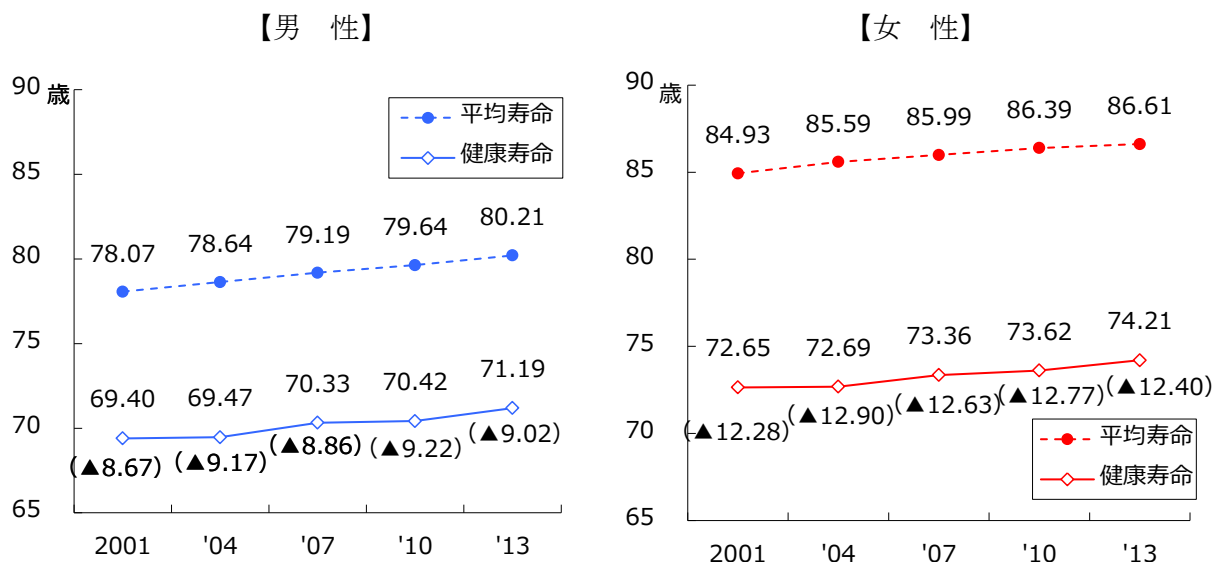 【男　性】
90
歳
85
80
75
70
65
平均寿命
健康寿命
78.07 78.64 79.19 79.64 80.21
69.40 69.47 70.33 70.42 71.19
(▲8.67) (▲9.17) (▲8.86) (▲9.22) (▲9.02)
2001 '04 '07 '10 '13
【女　性】
90
歳
85
80
75
70
65
84.93 85.59 85.99 86.39 86.61
72.65 72.69 73.36 73.62 74.21
(▲12.28) (▲12.90) (▲12.63) (▲12.77) (▲12.40)
平均寿命
健康寿命
2001 '04 '07 '10 '13